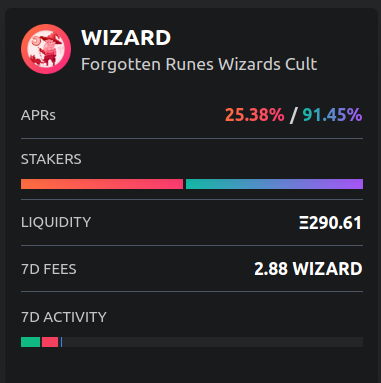 WIZARD
Forgotten Runes Wizards Cult
APRs 25.38% / 91.45%
STAKERS
LIQUIDITY Ξ290.61
7D FEES 2.88 WIZARD
7D ACTIVITY